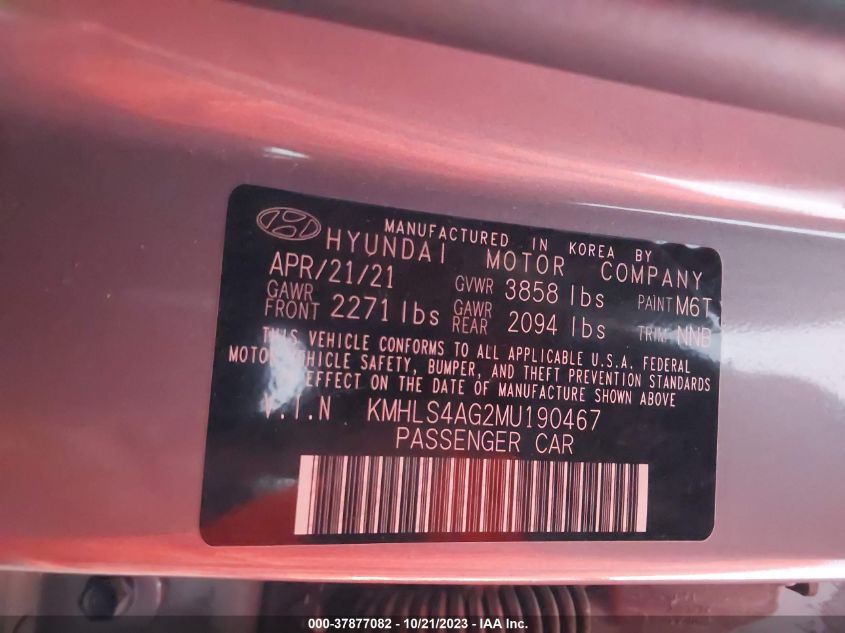 MANUFACTURED IN KOREA BY
HYUNDAI MOTOR COMPANY
APR/21/21 GVWR 3858 lbs PAINT M6T
GAWR FRONT 2271 lbs GAWR REAR 2094 lbs TRIM NNB
THIS VEHICLE CONFORMS TO ALL APPLICABLE U.S.A. FEDERAL
MOTOR VEHICLE SAFETY, BUMPER, AND THEFT PREVENTION STANDARDS
EFFECT ON THE DATE OF MANUFACTURE SHOWN ABOVE
V.I.N KMHLS4AG2MU190467
PASSENGER CAR
000-37877082 - 10/21/2023 - IAA Inc.